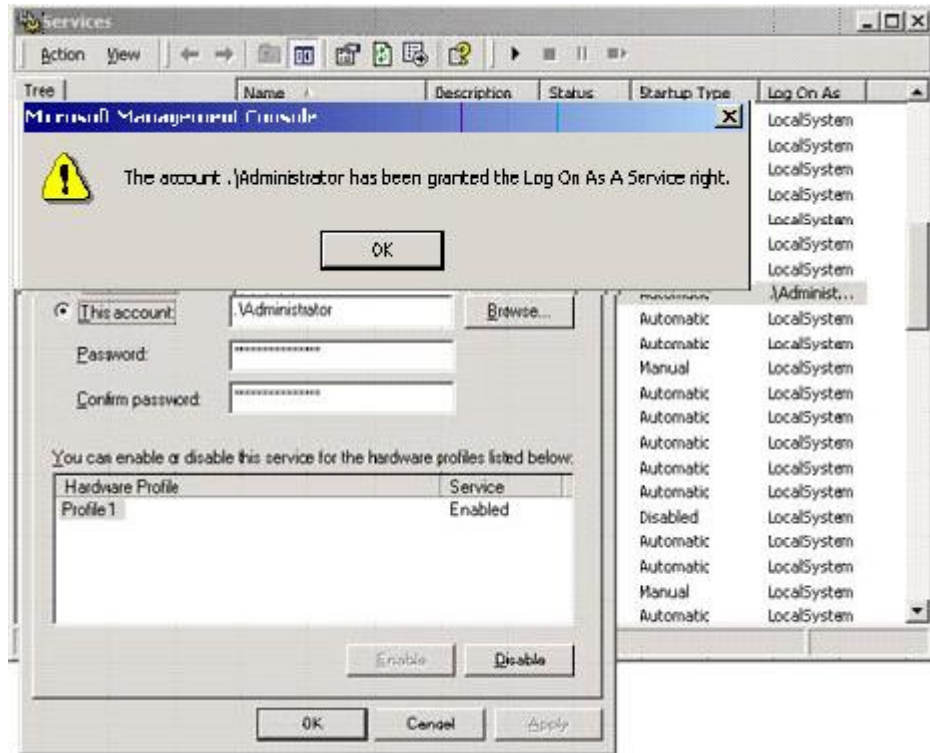 Services
Action View
Tree Name Description Status Startup Type Log On As
Microsoft Management Console
LocalSystem
LocalSystem
The account .\Administrator has been granted the Log On As A Service right.
LocalSystem
LocalSystem
LocalSystem
OK
LocalSystem
LocalSystem
Automatic .\Administ...
This account: .\Administrator Browse...
Automatic LocalSystem
Automatic LocalSystem
Password:
Manual LocalSystem
Automatic LocalSystem
Confirm password:
Automatic LocalSystem
Automatic LocalSystem
You can enable or disable this service for the hardware profiles listed below:
Automatic LocalSystem
Hardware Profile Service
Automatic LocalSystem
Profile 1 Enabled
Disabled LocalSystem
Automatic LocalSystem
Automatic LocalSystem
Manual LocalSystem
Automatic LocalSystem
Enable Disable
OK Cancel Apply